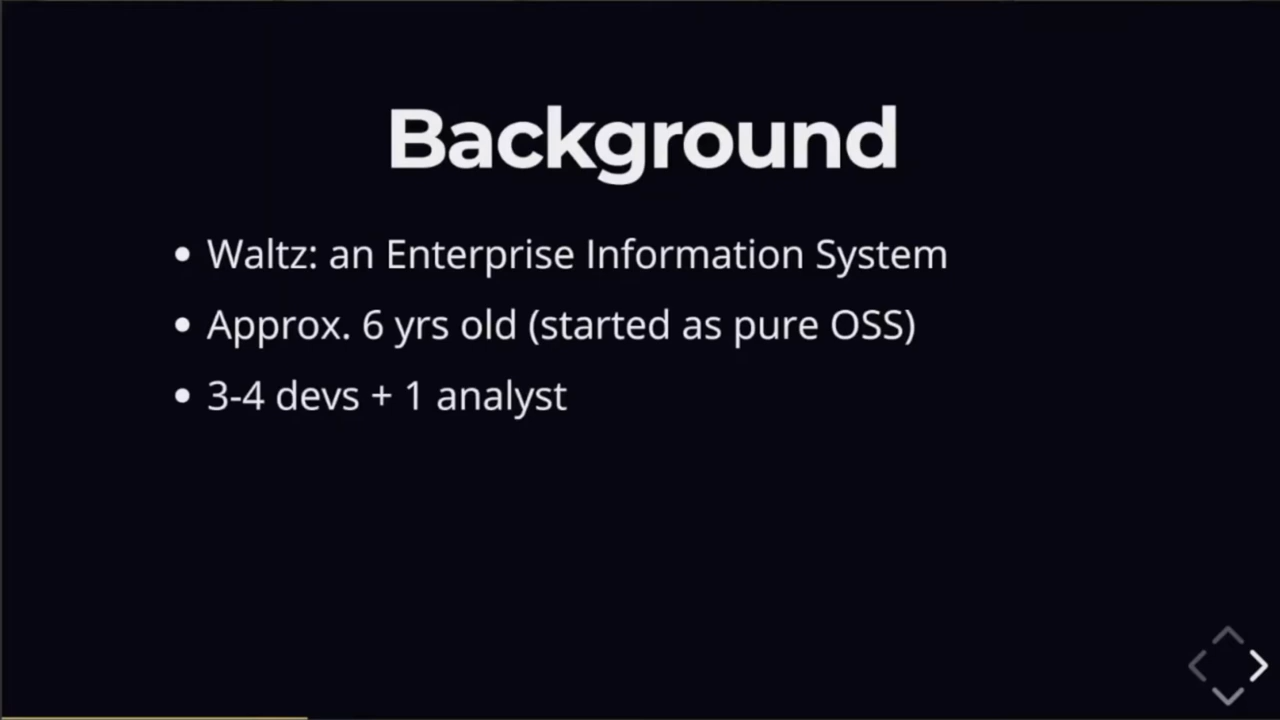 Background
• Waltz: an Enterprise Information System
• Approx. 6 yrs old (started as pure OSS)
• 3-4 devs + 1 analyst